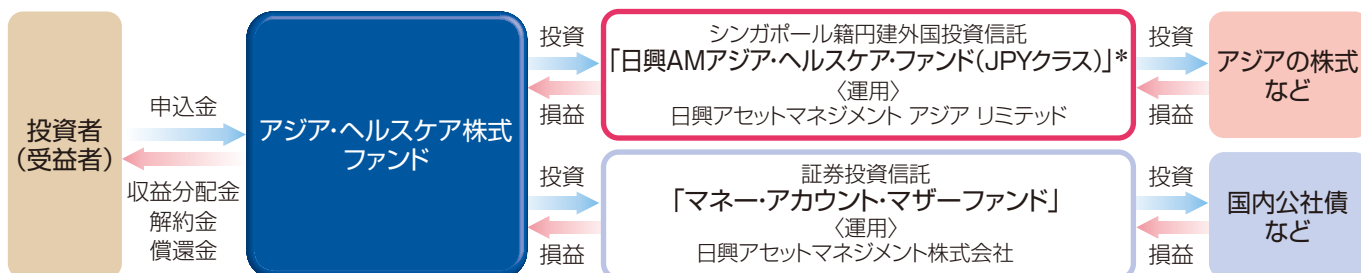 投資者
(受益者)
申込金
収益分配金
解約金
償還金
アジア・ヘルスケア株式
ファンド
投資
損益
シンガポール籍円建外国投資信託
「日興AMアジア・ヘルスケア・ファンド(JPYクラス)」*
〈運用〉
日興アセットマネジメント アジア リミテッド
投資
損益
アジアの株式
など
投資
損益
証券投資信託
「マネー・アカウント・マザーファンド」
〈運用〉
日興アセットマネジメント株式会社
投資
損益
国内公社債
など